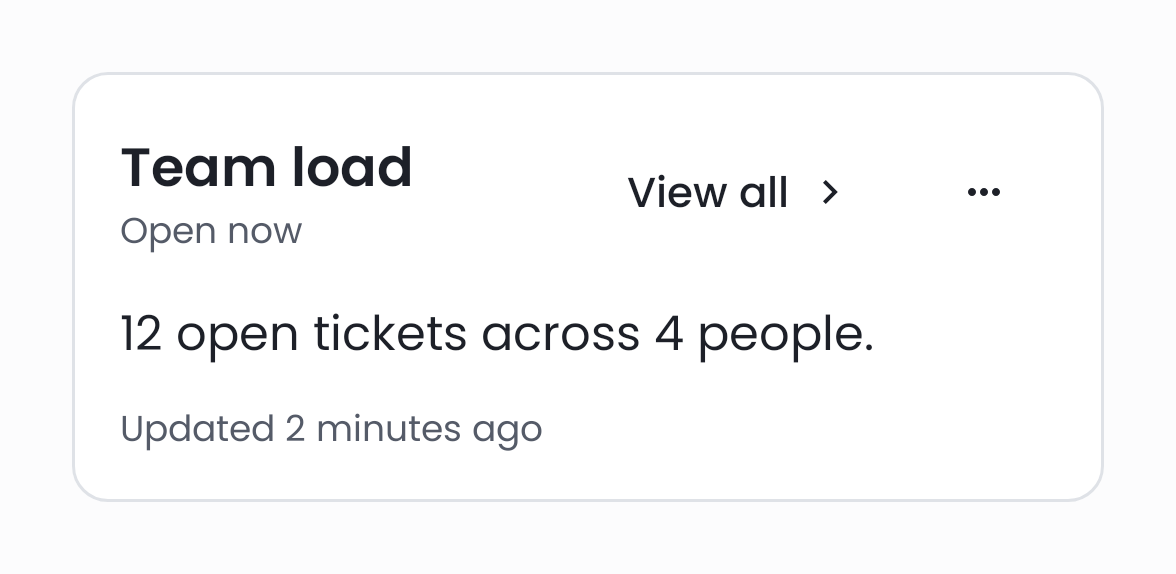 Team load
View all
Open now
12 open tickets across 4 people.
Updated 2 minutes ago